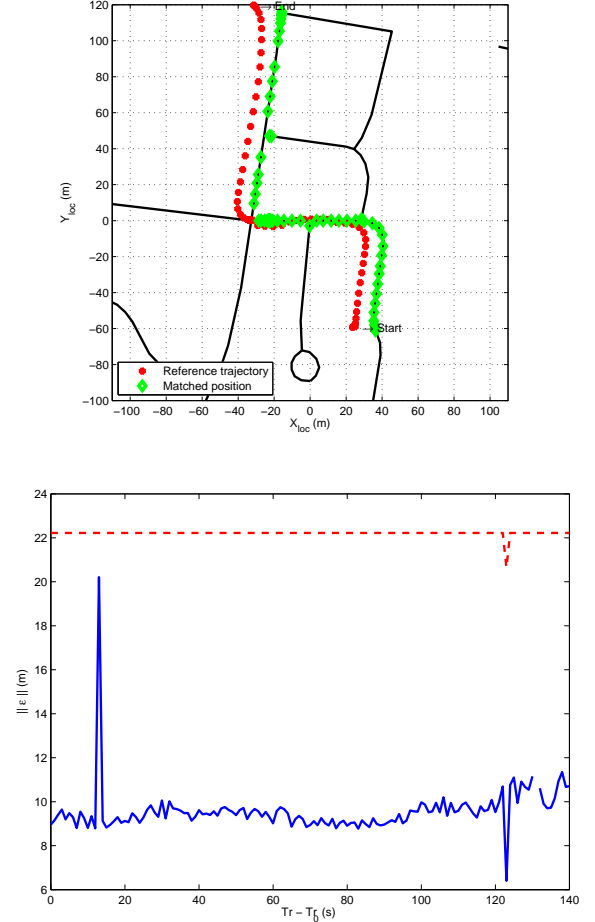 120
100
80
60
40
20
0
−20
−40
−60
−80
−100
Y_loc (m)
End
Start
Reference trajectory
Matched position
−100 −80 −60 −40 −20 0 20 40 60 80 100
X_loc (m)
24
22
20
18
16
14
12
10
8
6
|| ε || (m)
0 20 40 60 80 100 120 140
Tr − T_0^r (s)